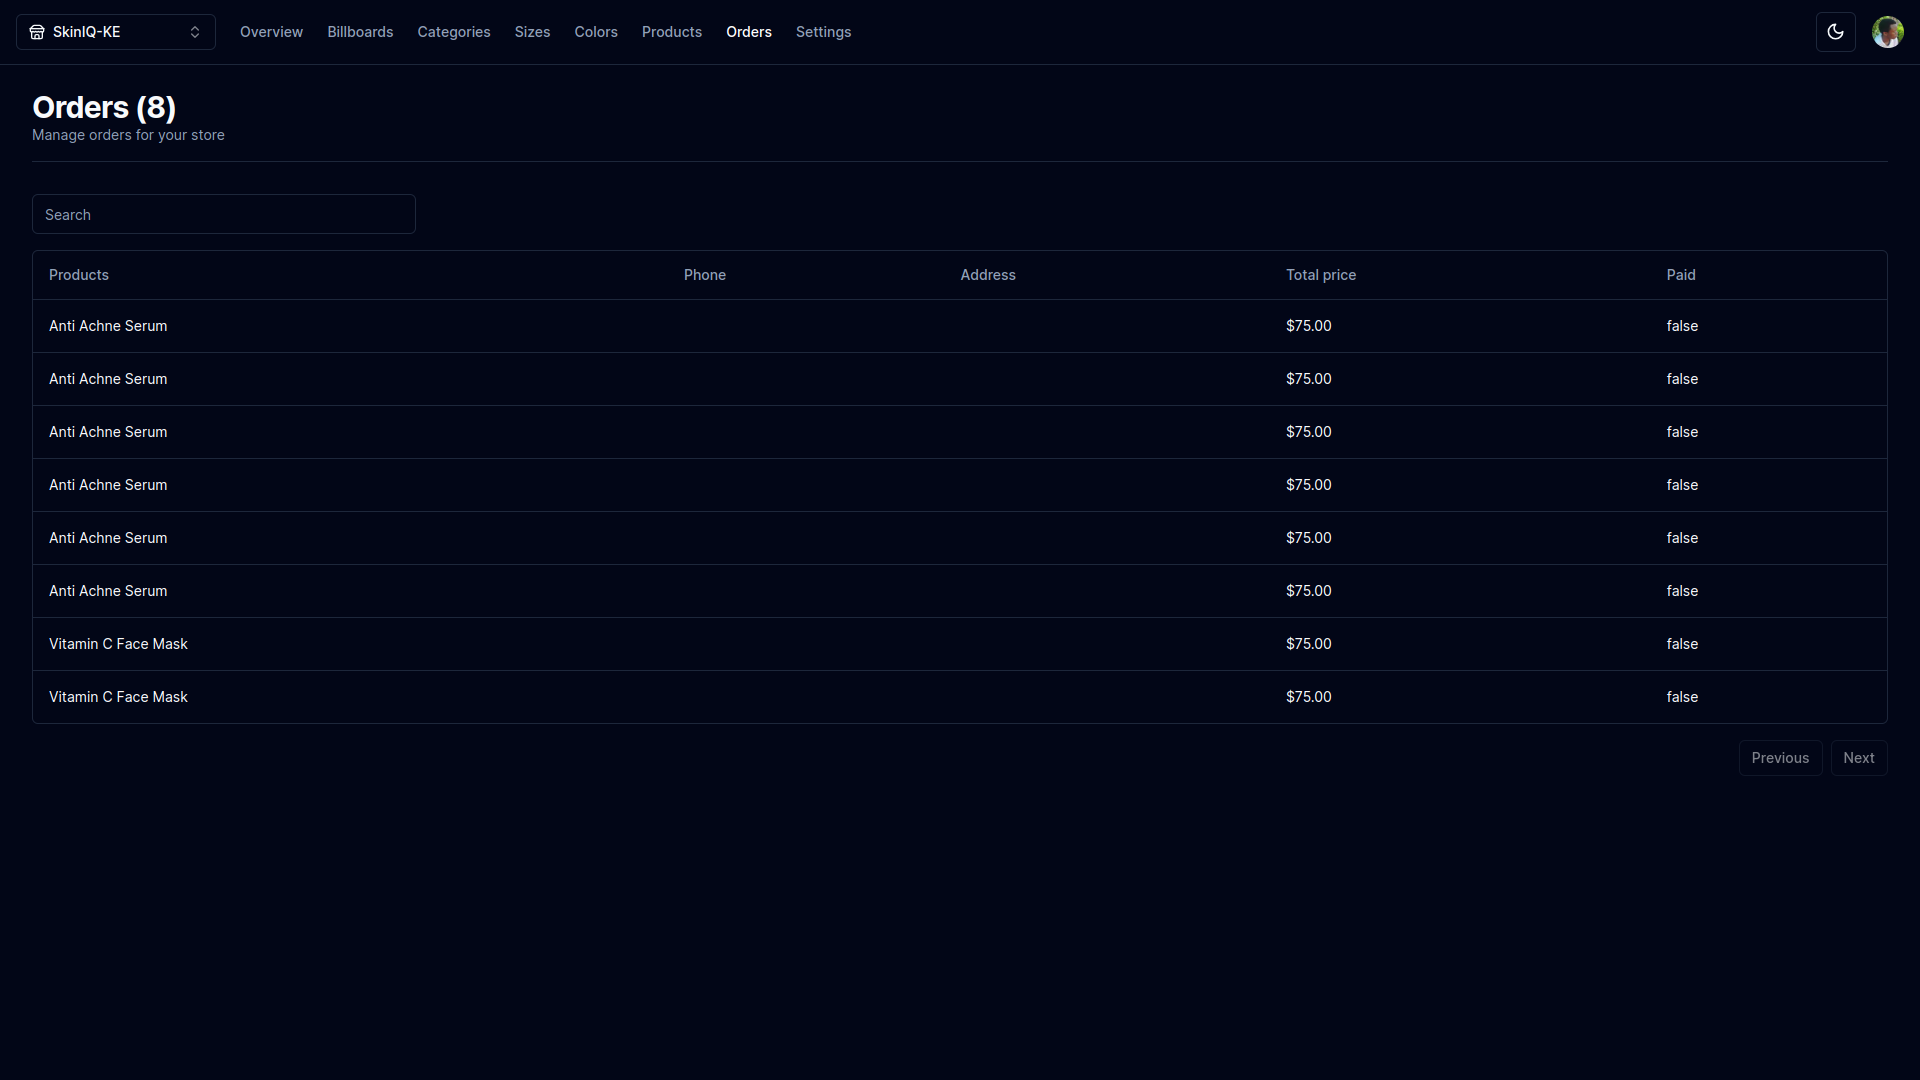 SkinIQ-KE Overview Billboards Categories Sizes Colors Products Orders Settings
Orders (8)
Manage orders for your store
Search
Products Phone Address Total price Paid
Anti Achne Serum $75.00 false
Anti Achne Serum $75.00 false
Anti Achne Serum $75.00 false
Anti Achne Serum $75.00 false
Anti Achne Serum $75.00 false
Anti Achne Serum $75.00 false
Vitamin C Face Mask $75.00 false
Vitamin C Face Mask $75.00 false
Previous Next